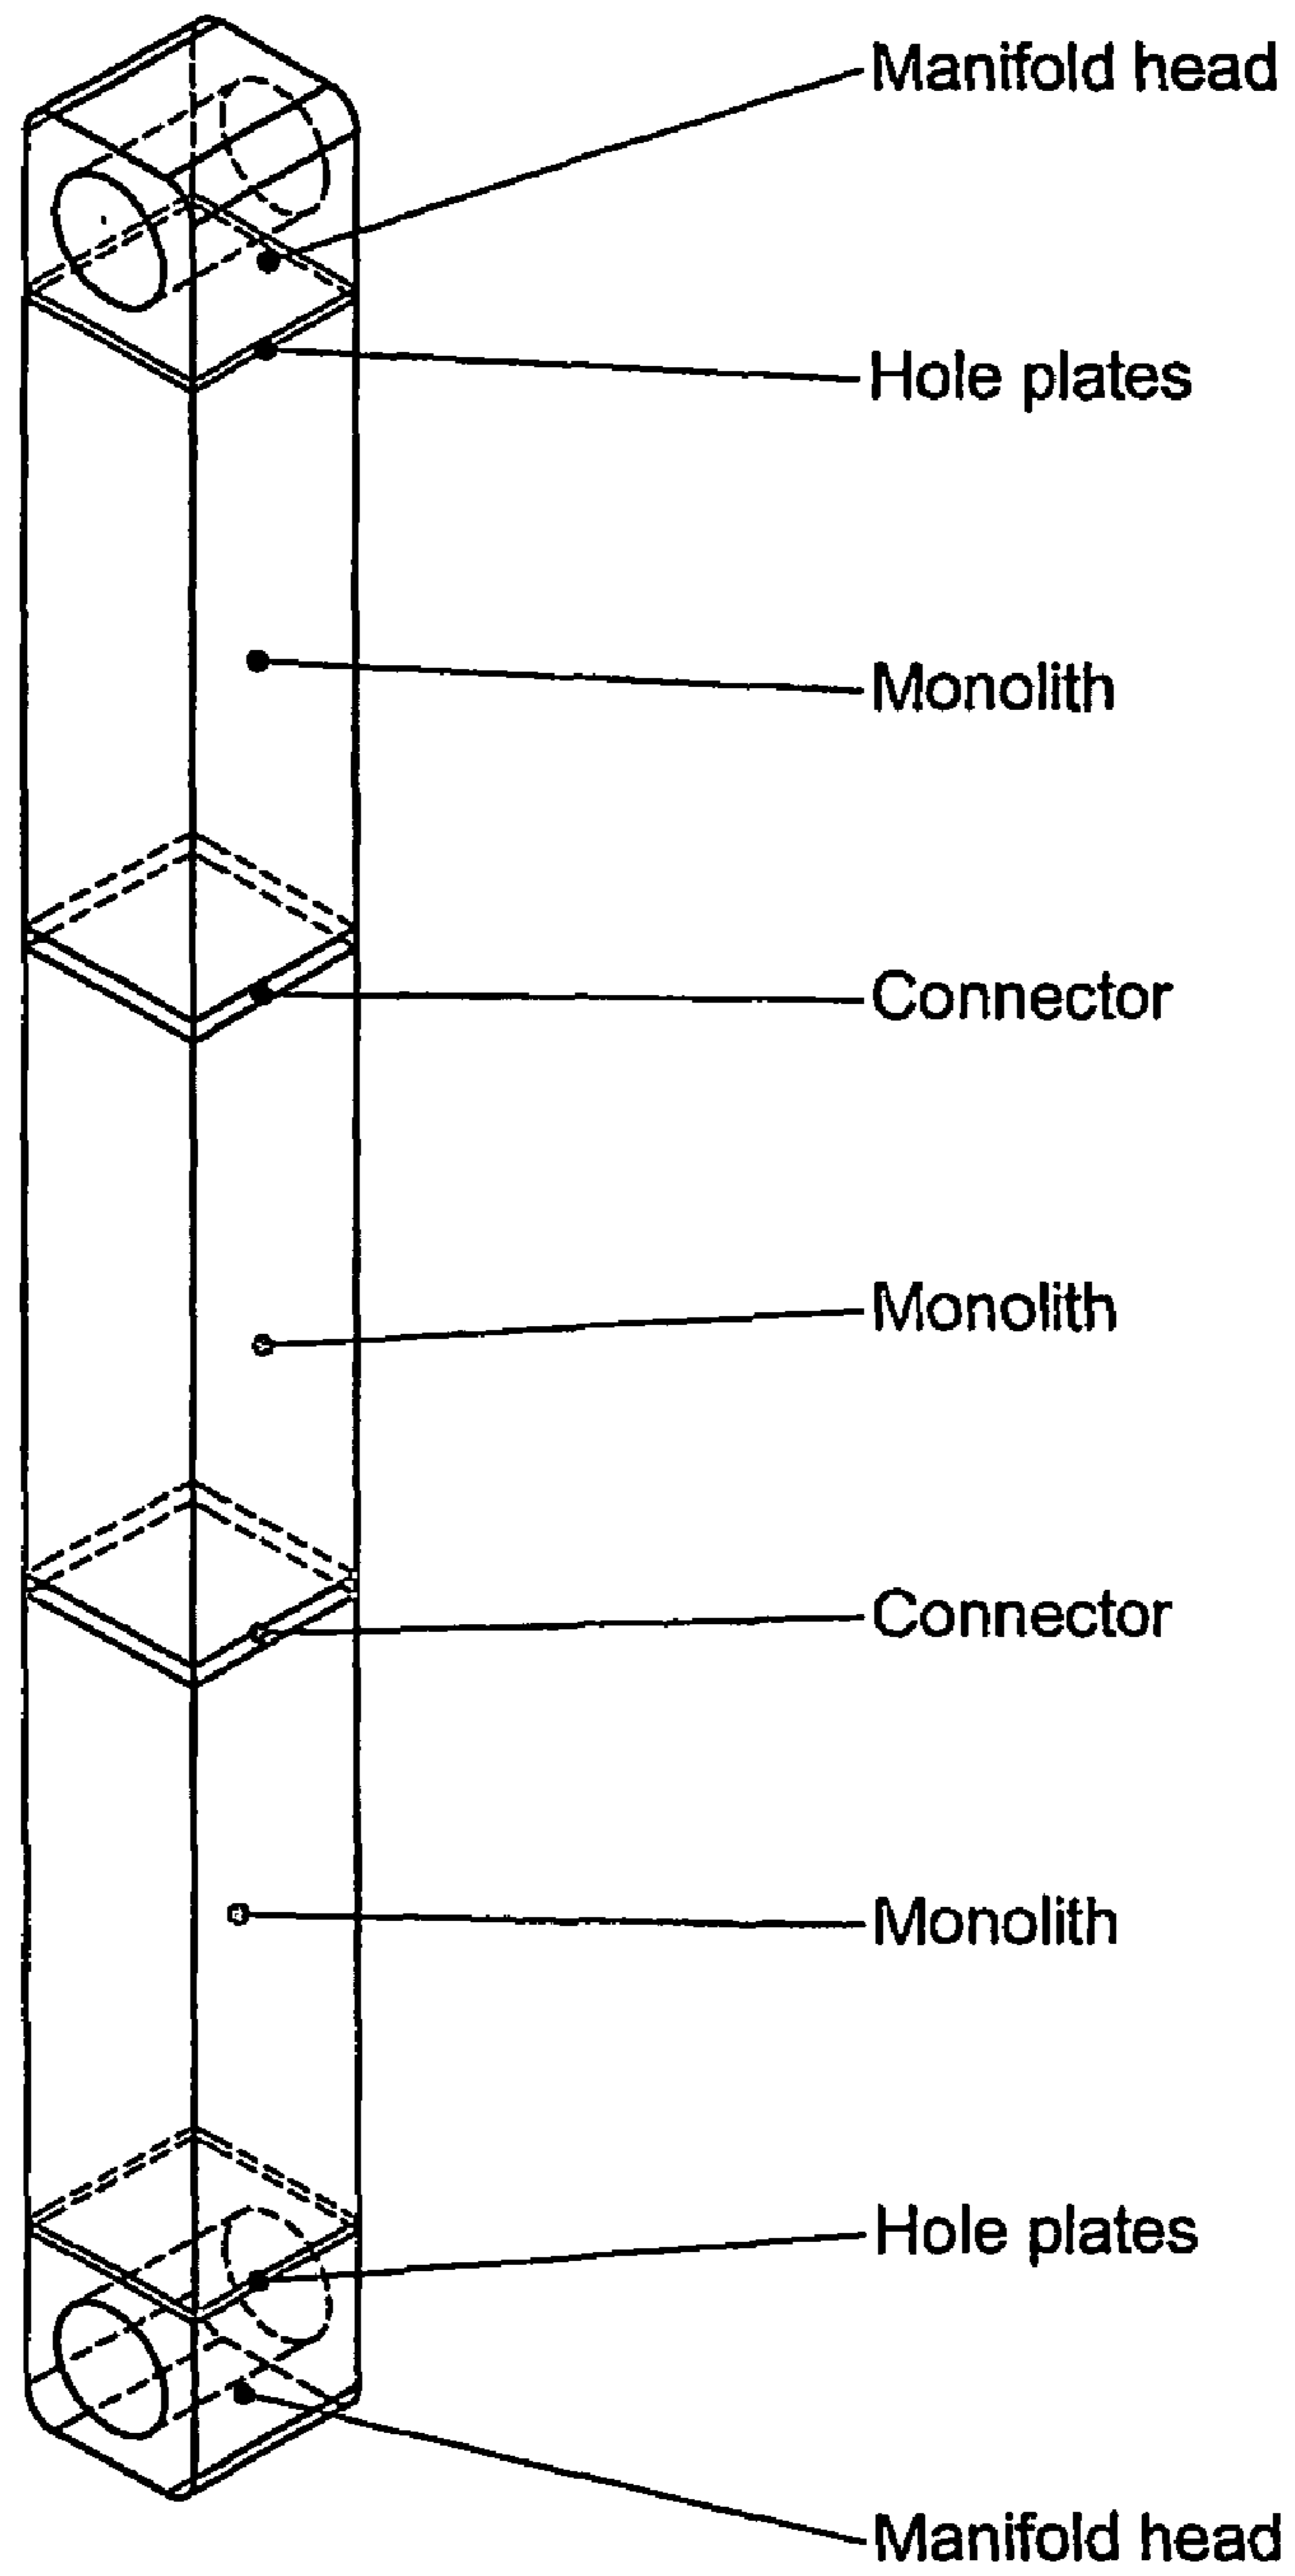 Manifold head
Hole plates
Monolith
Connector
Monolith
Connector
Monolith
Hole plates
Manifold head